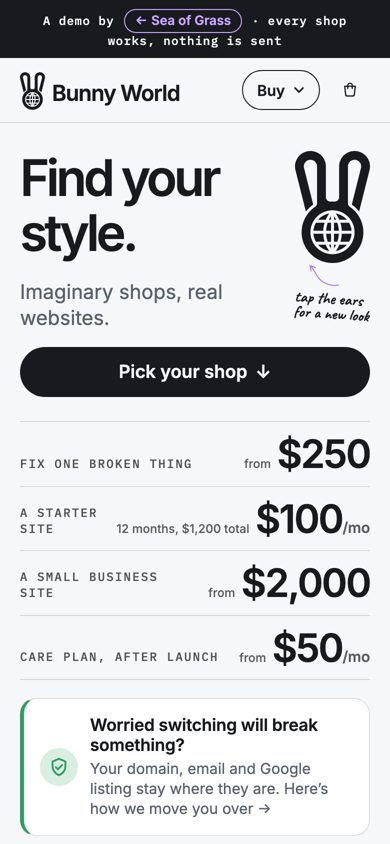 A demo by ← Sea of Grass · every shop
works, nothing is sent
Bunny World
Buy
Find your
style.
Imaginary shops, real
websites.
tap the ears
for a new look
Pick your shop ↓
FIX ONE BROKEN THING from $250
A STARTER
SITE 12 months, $1,200 total $100/mo
A SMALL BUSINESS
SITE from $2,000
CARE PLAN, AFTER LAUNCH from $50/mo
Worried switching will break
something?
Your domain, email and Google
listing stay where they are. Here’s
how we move you over →